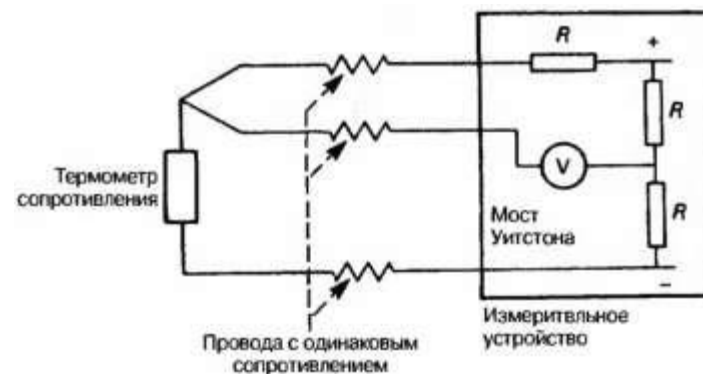 R
+
R
V
Термометр
сопротивления
R
Мост
Уитстона
–
Измеритвльное
устройство
Провода с одинаковым
сопротивлением